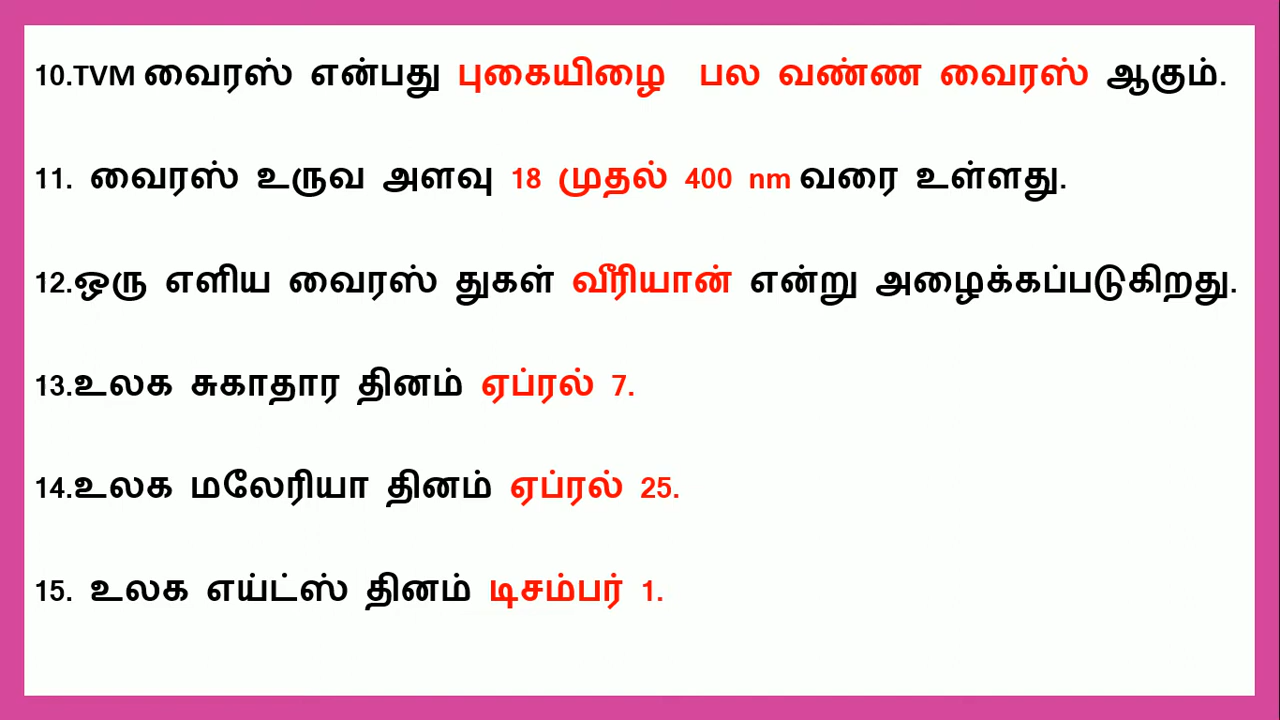 10.TVM வைரஸ் என்பது புகையிழை பல வண்ண வைரஸ் ஆகும்.
11. வைரஸ் உருவ அளவு 18 முதல் 400 nm வரை உள்ளது.
12.ஒரு எளிய வைரஸ் துகள் வீரியான் என்று அழைக்கப்படுகிறது.
13.உலக சுகாதார தினம் ஏப்ரல் 7.
14.உலக மலேரியா தினம் ஏப்ரல் 25.
15. உலக எய்ட்ஸ் தினம் டிசம்பர் 1.